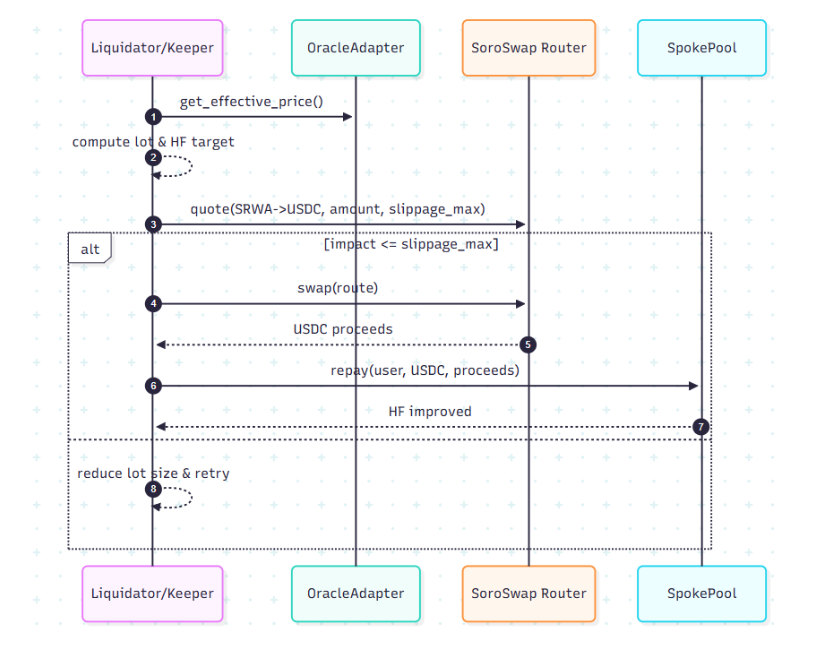 Liquidator/Keeper
OracleAdapter
SoroSwap Router
SpokePool
get_effective_price()
1
compute lot & HF target
2
quote(SRWA->USDC, amount, slippage_max)
3
alt
[impact <= slippage_max]
swap(route)
4
USDC proceeds
5
repay(user, USDC, proceeds)
6
HF improved
7
reduce lot size & retry
8
Liquidator/Keeper
OracleAdapter
SoroSwap Router
SpokePool